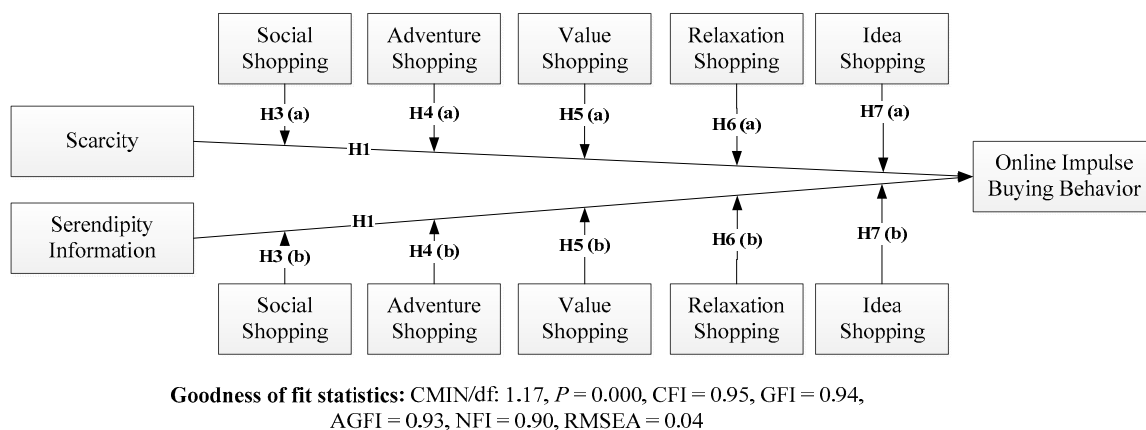 Social
Shopping
Adventure
Shopping
Value
Shopping
Relaxation
Shopping
Idea
Shopping
H3 (a)
H4 (a)
H5 (a)
H6 (a)
H7 (a)
Scarcity
H1
Online Impulse
Buying Behavior
Serendipity
Information
H1
H3 (b)
H4 (b)
H5 (b)
H6 (b)
H7 (b)
Social
Shopping
Adventure
Shopping
Value
Shopping
Relaxation
Shopping
Idea
Shopping
Goodness of fit statistics: CMIN/df: 1.17, P = 0.000, CFI = 0.95, GFI = 0.94,
AGFI = 0.93, NFI = 0.90, RMSEA = 0.04